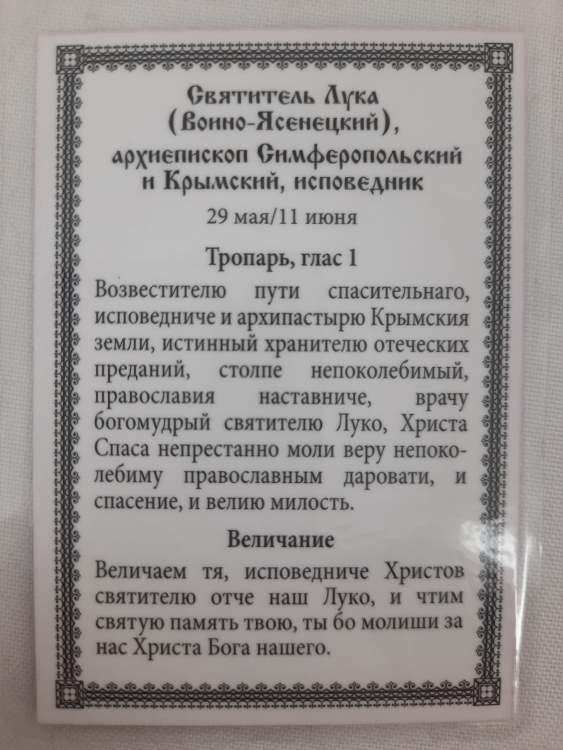 Святитель Лука
(Воино-Ясенецкий),
архиепископ Симферопольский
и Крымский, исповедник
29 мая/11 июня
Тропарь, глас 1
Возвестителю пути спасительнаго,
исповедниче и архипастырю Крымския
земли, истинный хранителю отеческих
преданий, столпе непоколебимый,
православия наставниче, врачу
богомудрый святителю Луко, Христа
Спаса непрестанно моли веру непоко-
лебиму православным даровати, и
спасение, и велию милость.
Величание
Величаем тя, исповедниче Христов
святителю отче наш Луко, и чтим
святую память твою, ты бо молиши за
нас Христа Бога нашего.